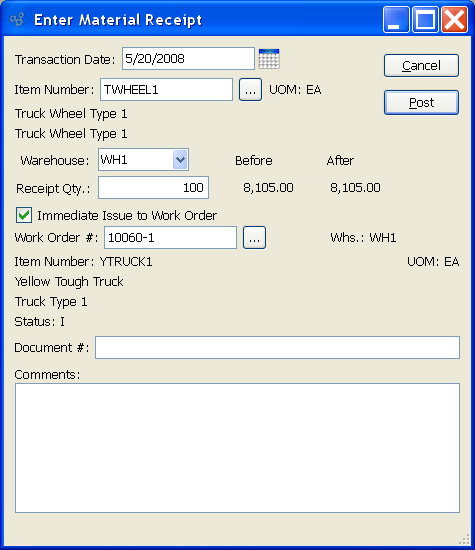 Enter Material Receipt
Transaction Date: 5/20/2008
Cancel
Item Number: TWHEEL1 ... UOM: EA
Post
Truck Wheel Type 1
Truck Wheel Type 1
Warehouse: WH1 Before After
Receipt Qty.: 100 8,105.00 8,105.00
Immediate Issue to Work Order
Work Order #: 10060-1 ... Whs.: WH1
Item Number: YTRUCK1 UOM: EA
Yellow Tough Truck
Truck Type 1
Status: I
Document #:
Comments: